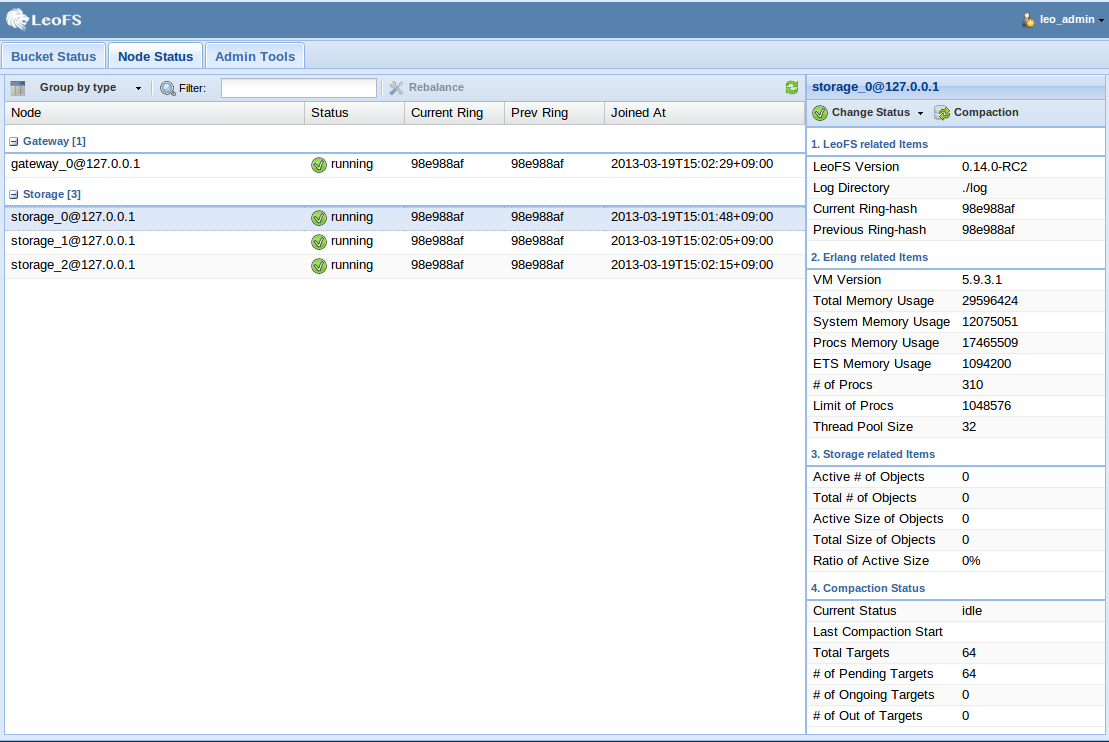 LeoFS
leo_admin
Bucket Status Node Status Admin Tools
Group by type Filter: Rebalance
Node Status Current Ring Prev Ring Joined At
Gateway [1]
gateway_0@127.0.0.1 running 98e988af 98e988af 2013-03-19T15:02:29+09:00
Storage [3]
storage_0@127.0.0.1 running 98e988af 98e988af 2013-03-19T15:01:48+09:00
storage_1@127.0.0.1 running 98e988af 98e988af 2013-03-19T15:02:05+09:00
storage_2@127.0.0.1 running 98e988af 98e988af 2013-03-19T15:02:15+09:00
storage_0@127.0.0.1
Change Status Compaction
1. LeoFS related Items
LeoFS Version 0.14.0-RC2
Log Directory ./log
Current Ring-hash 98e988af
Previous Ring-hash 98e988af
2. Erlang related Items
VM Version 5.9.3.1
Total Memory Usage 29596424
System Memory Usage 12075051
Procs Memory Usage 17465509
ETS Memory Usage 1094200
# of Procs 310
Limit of Procs 1048576
Thread Pool Size 32
3. Storage related Items
Active # of Objects 0
Total # of Objects 0
Active Size of Objects 0
Total Size of Objects 0
Ratio of Active Size 0%
4. Compaction Status
Current Status idle
Last Compaction Start
Total Targets 64
# of Pending Targets 64
# of Ongoing Targets 0
# of Out of Targets 0